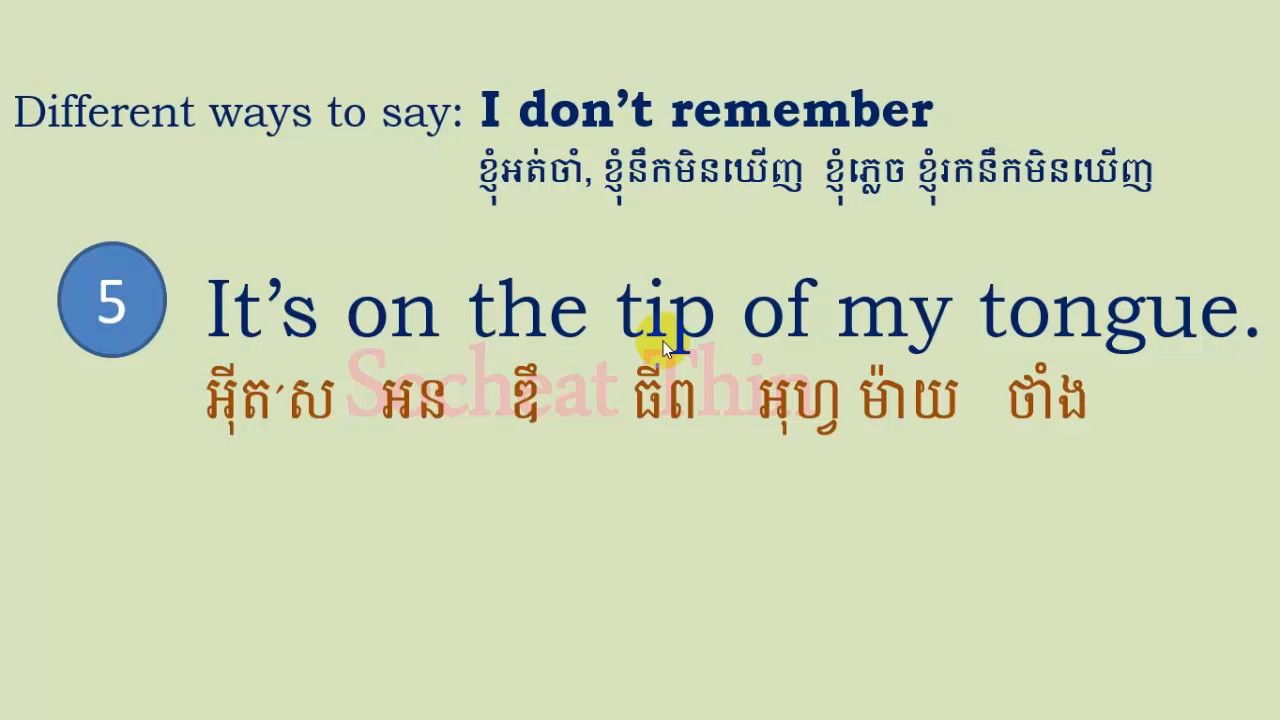 Different ways to say: I don’t remember
ខ្ញុំអត់ចាំ, ខ្ញុំនឹកមិនឃើញ ខ្ញុំភ្លេច ខ្ញុំរកនឹកមិនឃើញ
5 It’s on the tip of my tongue.
Socheat Thin
អ៊ីត′ស អន ឌឹ ធីព អុហ្វ ម៉ាយ ថាំង